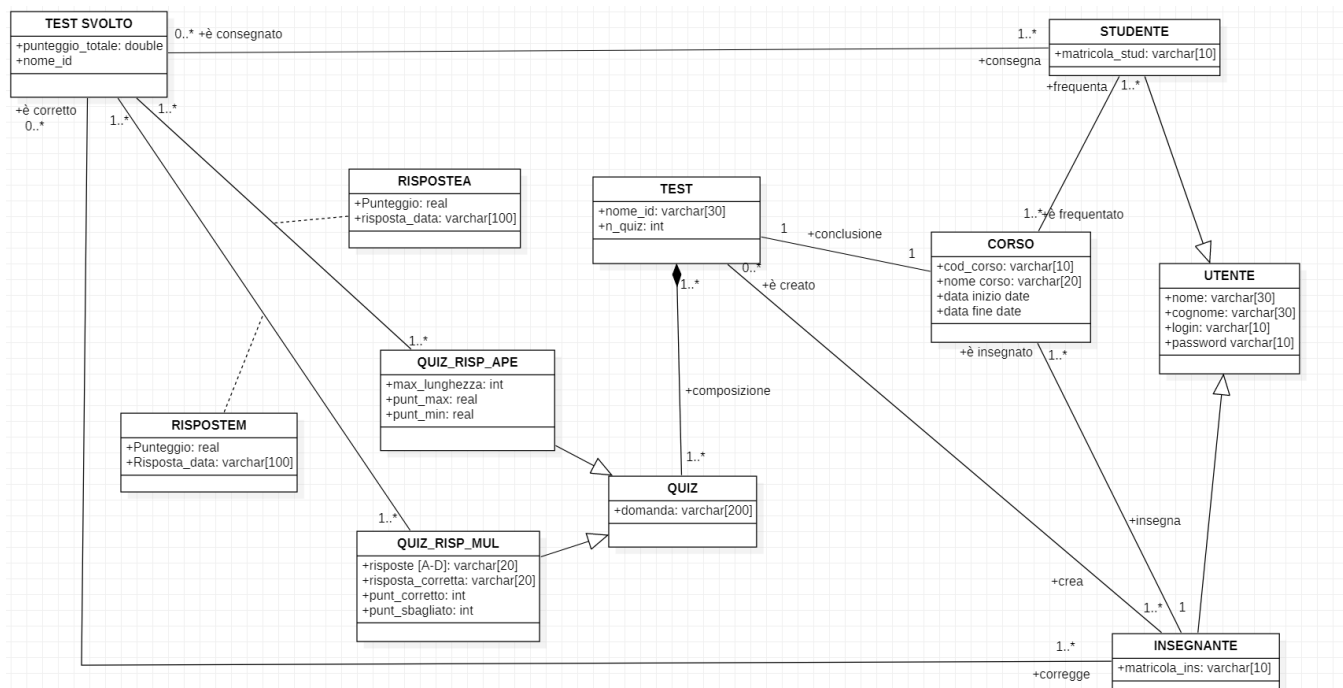 TEST SVOLTO
+punteggio_totale: double
+nome_id
0..* +è consegnato
1..*
+consegna
STUDENTE
+matricola_stud: varchar[10]
+è corretto
0..*
1..*
1..*
+frequenta
1..*
RISPOSTEA
+Punteggio: real
+risposta_data: varchar[100]
TEST
+nome_id: varchar[30]
+n_quiz: int
1
+conclusione
1
0..*
+è creato
1..*
1..*
+è frequentato
CORSO
+cod_corso: varchar[10]
+nome corso: varchar[20]
+data inizio date
+data fine date
+è insegnato
1..*
UTENTE
+nome: varchar[30]
+cognome: varchar[30]
+login: varchar[10]
+password varchar[10]
1..*
QUIZ_RISP_APE
+max_lunghezza: int
+punt_max: real
+punt_min: real
+composizione
RISPOSTEM
+Punteggio: real
+Risposta_data: varchar[100]
1..*
QUIZ
+domanda: varchar[200]
1..*
QUIZ_RISP_MUL
+risposte [A-D]: varchar[20]
+risposta_corretta: varchar[20]
+punt_corretto: int
+punt_sbagliato: int
+insegna
+crea
1..*
1
1..*
+corregge
INSEGNANTE
+matricola_ins: varchar[10]